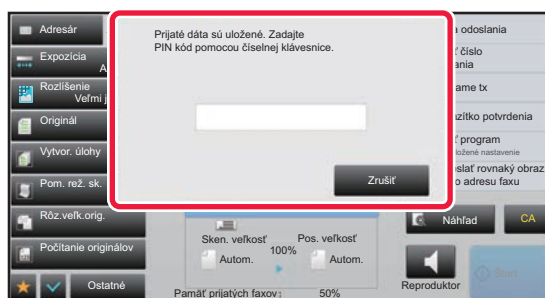 Adresár
Expozícia
A
Rozlíšenie
Veľmi j
Originál
Vytvor. úlohy
Pom. rež. sk.
Rôz.veľk.orig.
Počítanie originálov
Ostatné
Prijaté dáta sú uložené. Zadajte
PIN kód pomocou číselnej klávesnice.
Zrušiť
Sken. veľkosť
Pos. veľkosť
100%
Autom.
Autom.
Pamäť prijatých faxov:
50%
a odoslania
ť číslo
ania
ame tx
zítko potvrdenia
ť program
ložené nastavenie
slať rovnaký obraz
o adresu faxu
Náhľad
CA
Reproduktor
Start